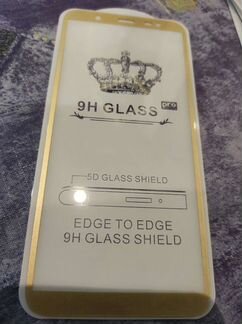 9H GLASS pro
5D GLASS SHIELD
EDGE TO EDGE
9H GLASS SHIELD